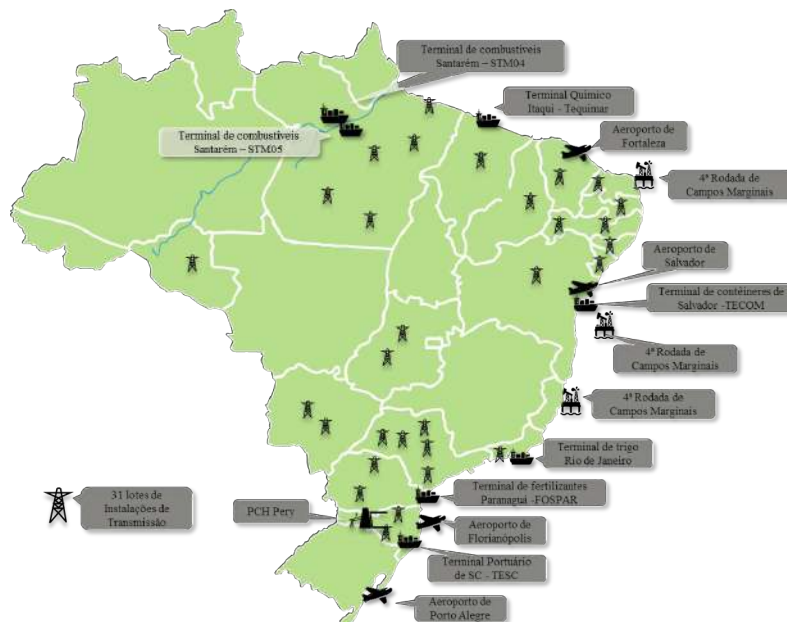 Terminal de combustíveis
Santarém – STM04
Terminal Químico
Itaqui - Tequimar
Terminal de combustíveis
Santarém – STM05
Aeroporto de
Fortaleza
4ª Rodada de
Campos Marginais
Aeroporto de
Salvador
Terminal de contêineres de
Salvador -TECOM
4ª Rodada de
Campos Marginais
4ª Rodada de
Campos Marginais
Terminal de trigo
Rio de Janeiro
31 lotes de
Instalações de
Transmissão
Terminal de fertilizantes
Paranaguá -FOSPAR
PCH Pery
Aeroporto de
Florianópolis
Terminal Portuário
de SC - TESC
Aeroporto de
Porto Alegre